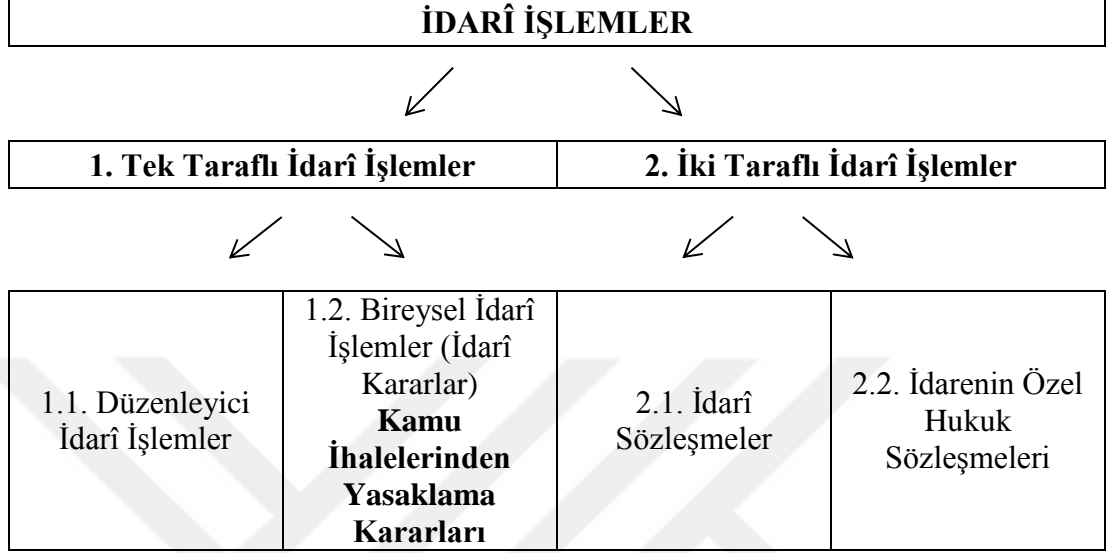 İDARÎ İŞLEMLER
1. Tek Taraflı İdarî İşlemler
2. İki Taraflı İdarî İşlemler
1.1. Düzenleyici
İdarî İşlemler
1.2. Bireysel İdarî
İşlemler (İdarî
Kararlar)
Kamu
İhalelerinden
Yasaklama
Kararları
2.1. İdarî
Sözleşmeler
2.2. İdarenin Özel
Hukuk
Sözleşmeleri